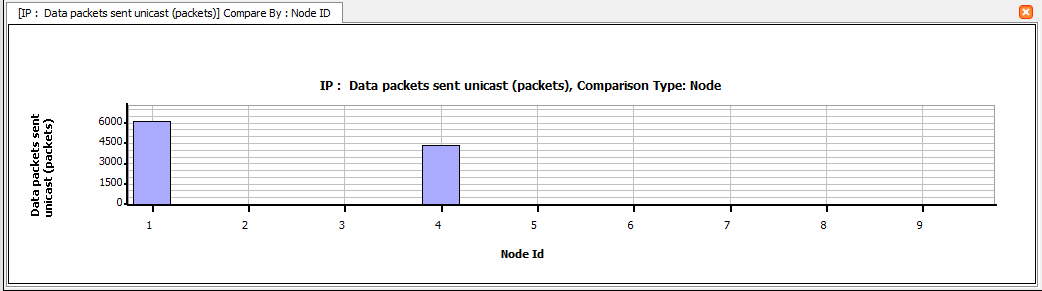 [IP :  Data packets sent unicast (packets)] Compare By : Node ID
IP :  Data packets sent unicast (packets), Comparison Type: Node
Data packets sent
unicast (packets)
6000
4500
3000
1500
0
1 2 3 4 5 6 7 8 9
Node Id